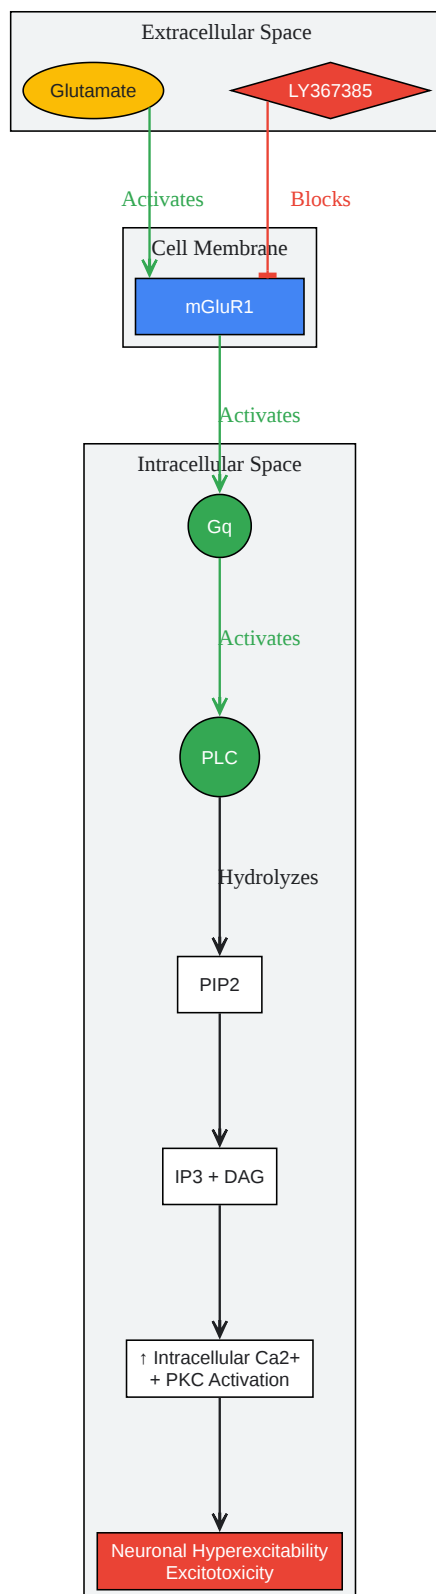 Extracellular Space
Glutamate
LY367385
Activates
Blocks
Cell Membrane
mGluR1
Activates
Intracellular Space
Gq
Activates
PLC
Hydrolyzes
PIP2
IP3 + DAG
↑ Intracellular Ca2+
+ PKC Activation
Neuronal Hyperexcitability
Excitotoxicity